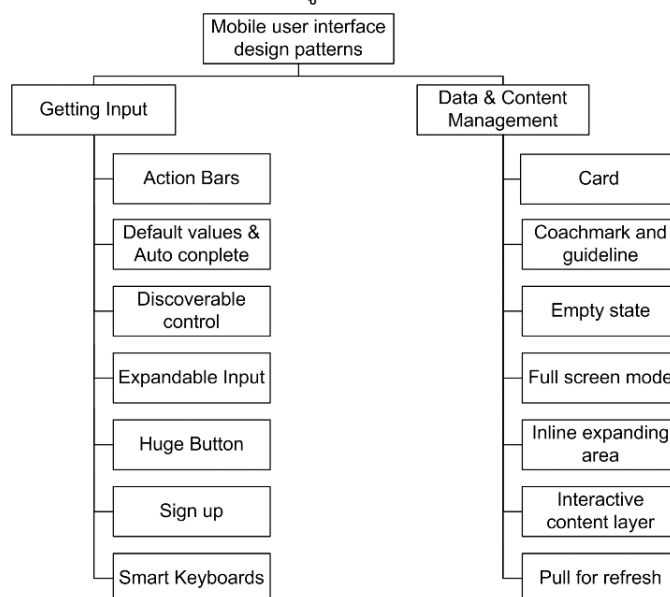 Mobile user interface
design patterns
Getting Input
Data & Content
Management
Action Bars
Default values &
Auto conplete
Discoverable
control
Expandable Input
Huge Button
Sign up
Smart Keyboards
Card
Coachmark and
guideline
Empty state
Full screen mode
Inline expanding
area
Interactive
content layer
Pull for refresh